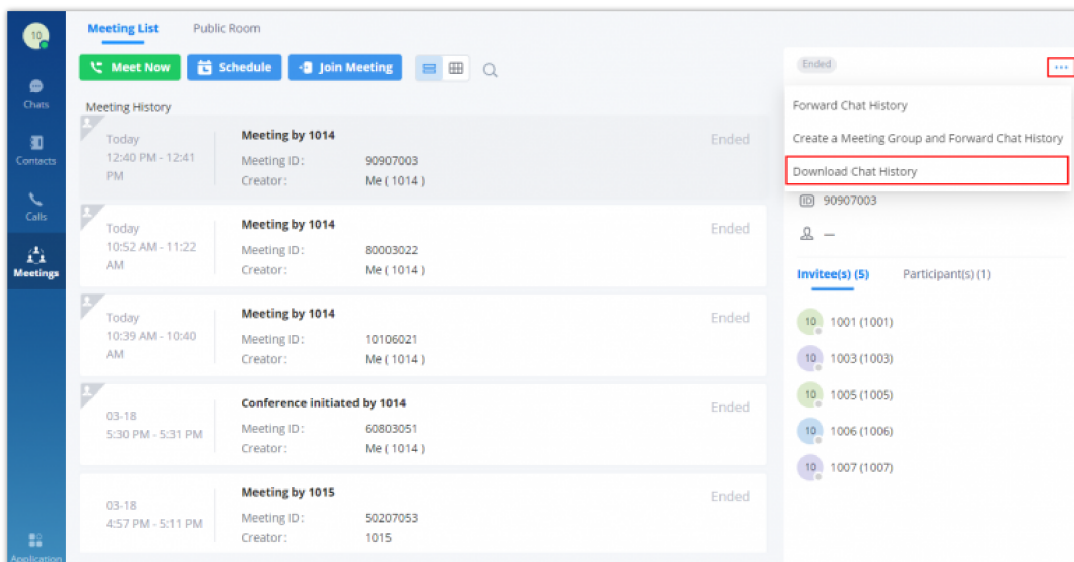 10
Chats
Contacts
Calls
Meetings
Application
Meeting List
Public Room
Meet Now
Schedule
Join Meeting
Meeting History
Today
12:40 PM - 12:41
PM
Meeting by 1014
Meeting ID:
90907003
Creator:
Me ( 1014 )
Ended
Today
10:52 AM - 11:22
AM
Meeting by 1014
Meeting ID:
80003022
Creator:
Me ( 1014 )
Ended
Today
10:39 AM - 10:40
AM
Meeting by 1014
Meeting ID:
10106021
Creator:
Me ( 1014 )
Ended
03-18
5:30 PM - 5:31 PM
Conference initiated by 1014
Meeting ID:
60803051
Creator:
Me ( 1014 )
Ended
03-18
4:57 PM - 5:11 PM
Meeting by 1015
Meeting ID:
50207053
Creator:
1015
Ended
Ended
...
Forward Chat History
Create a Meeting Group and Forward Chat History
Download Chat History
ID 90907003
—
Invitee(s) (5)
Participant(s) (1)
10 1001 (1001)
10 1003 (1003)
10 1005 (1005)
10 1006 (1006)
10 1007 (1007)